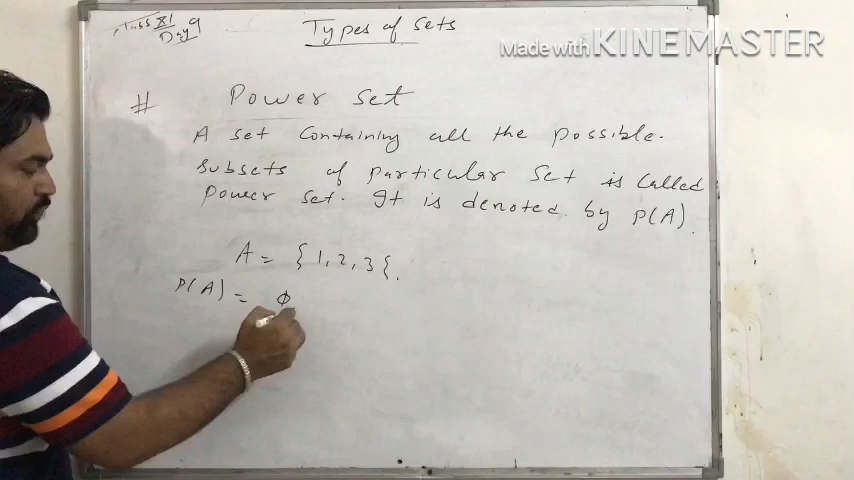 Class XI
Day 9
Types of Sets
Made with KINEMASTER
# Power Set
A set Containing all the possible.
Subsets of particular Set is Called
Power Set. It is denoted by P(A).
A = {1, 2, 3{.
P(A) = ϕ